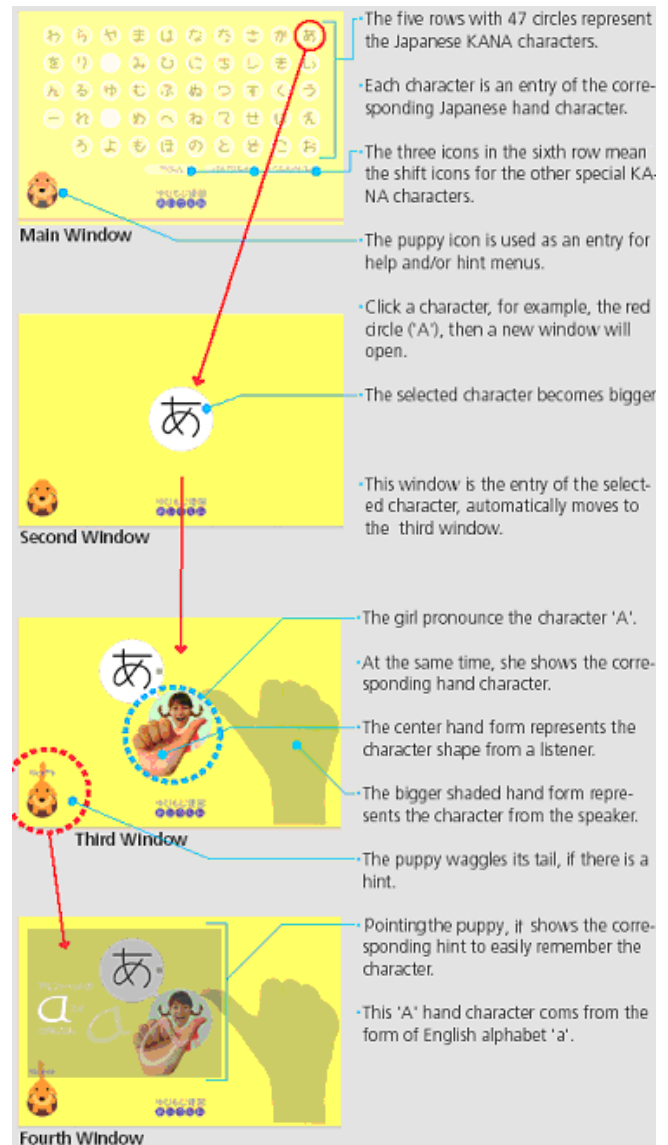 わ ら や ま は な た さ か あ
を り み ひ に ち し き い
ん る ゆ む ふ ぬ つ す く う
ー れ め へ ね て せ け え
ろ よ も ほ の と そ こ お
Main Window
•The five rows with 47 circles represent
the Japanese KANA characters.
•Each character is an entry of the corre-
sponding Japanese hand character.
•The three icons in the sixth row mean
the shift icons for the other special KA-
NA characters.
•The puppy icon is used as an entry for
help and/or hint menus.
•Click a character, for example, the red
circle ('A'), then a new window will
open.
あ
Second Window
•The selected character becomes bigger
•This window is the entry of the select-
ed character, automatically moves to
the third window.
あ
Third Window
•The girl pronounce the character 'A'.
•At the same time, she shows the corre-
sponding hand character.
•The center hand form represents the
character shape from a listener.
•The bigger shaded hand form repre-
sents the character from the speaker.
•The puppy waggles its tail, if there is a
hint.
あ
a
Fourth Window
•Pointingthe puppy, it shows the corre-
sponding hint to easily remember the
character.
•This 'A' hand character coms from the
form of English alphabet 'a'.